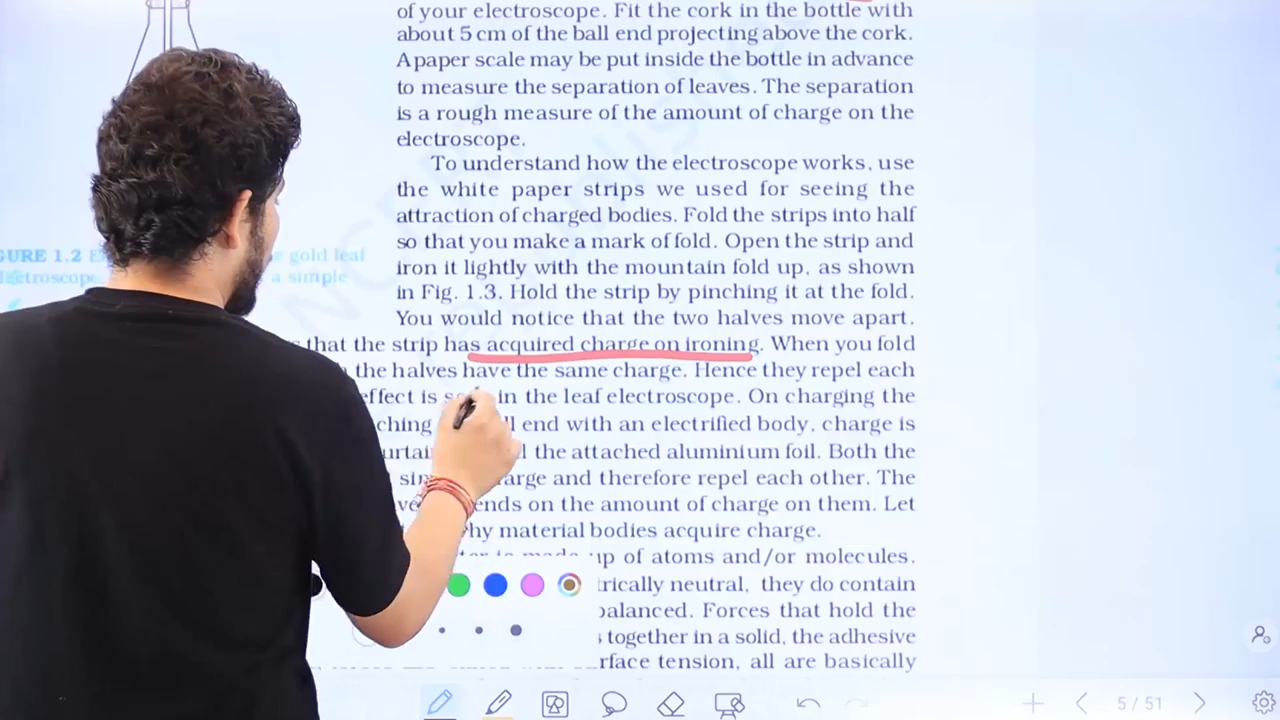 of your electroscope. Fit the cork in the bottle with
about 5 cm of the ball end projecting above the cork.
A paper scale may be put inside the bottle in advance
to measure the separation of leaves. The separation
is a rough measure of the amount of charge on the
electroscope.
To understand how the electroscope works, use
the white paper strips we used for seeing the
attraction of charged bodies. Fold the strips into half
so that you make a mark of fold. Open the strip and
iron it lightly with the mountain fold up, as shown
in Fig. 1.3. Hold the strip by pinching it at the fold.
You would notice that the two halves move apart.
that the strip has acquired charge on ironing. When you fold
the halves have the same charge. Hence they repel each
effect is in the leaf electroscope. On charging the
end with an electrified body, charge is
the attached aluminium foil. Both the
and therefore repel each other. The
on the amount of charge on them. Let
material bodies acquire charge.
up of atoms and/or molecules.
neutral, they do contain
balanced. Forces that hold the
together in a solid, the adhesive
tension, all are basically
1.2
gold leaf
a simple
5 / 51